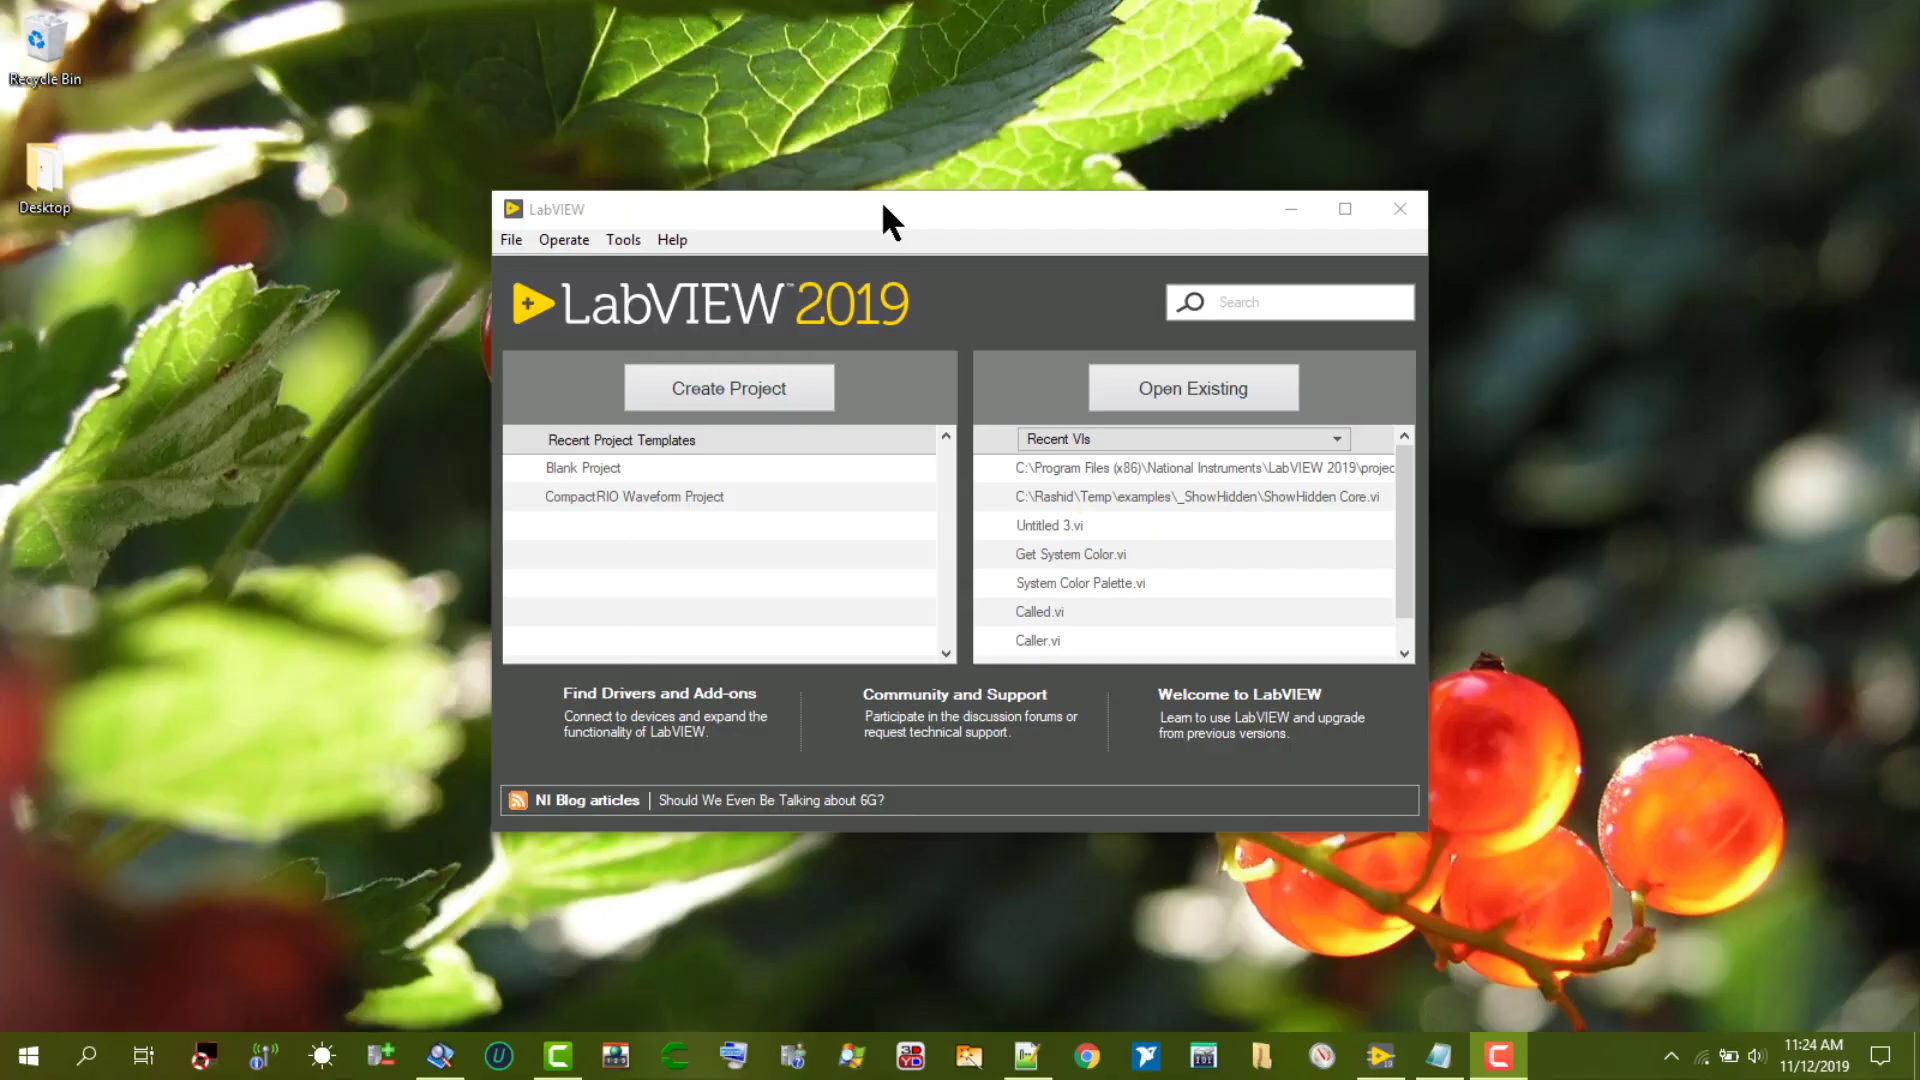 Recycle Bin
Desktop
LabVIEW
File Operate Tools Help
LabVIEW™ 2019
Search
Create Project
Open Existing
Recent Project Templates
Blank Project
CompactRIO Waveform Project
Recent VIs
C:\Program Files (x86)\National Instruments\LabVIEW 2019\projec
C:\Rashid\Temp\examples\_ShowHidden\ShowHidden Core.vi
Untitled 3.vi
Get System Color.vi
System Color Palette.vi
Called.vi
Caller.vi
Find Drivers and Add-ons
Connect to devices and expand the
functionality of LabVIEW.
Community and Support
Participate in the discussion forums or
request technical support.
Welcome to LabVIEW
Learn to use LabVIEW and upgrade
from previous versions.
NI Blog articles | Should We Even Be Talking about 6G?
11:24 AM
11/12/2019